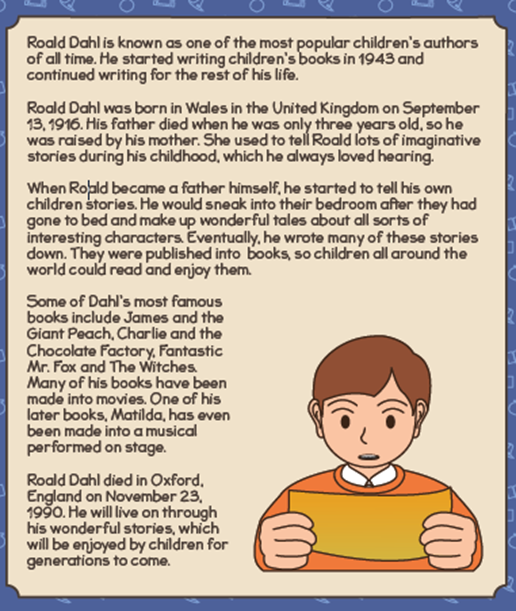 Roald Dahl is known as one of the most popular children's authors
of all time. He started writing children's books in 1943 and
continued writing for the rest of his life.
Roald Dahl was born in Wales in the United Kingdom on September
13, 1916. His father died when he was only three years old, so he
was raised by his mother. She used to tell Roald lots of imaginative
stories during his childhood, which he always loved hearing.
When Roald became a father himself, he started to tell his own
children stories. He would sneak into their bedroom after they had
gone to bed and make up wonderful tales about all sorts of
interesting characters. Eventually, he wrote many of these stories
down. They were published into books, so children all around the
world could read and enjoy them.
Some of Dahl's most famous
books include James and the
Giant Peach, Charlie and the
Chocolate Factory, Fantastic
Mr. Fox and The Witches.
Many of his books have been
made into movies. One of his
later books, Matilda, has even
been made into a musical
performed on stage.
Roald Dahl died in Oxford,
England on November 23,
1990. He will live on through
his wonderful stories, which
will be enjoyed by children for
generations to come.